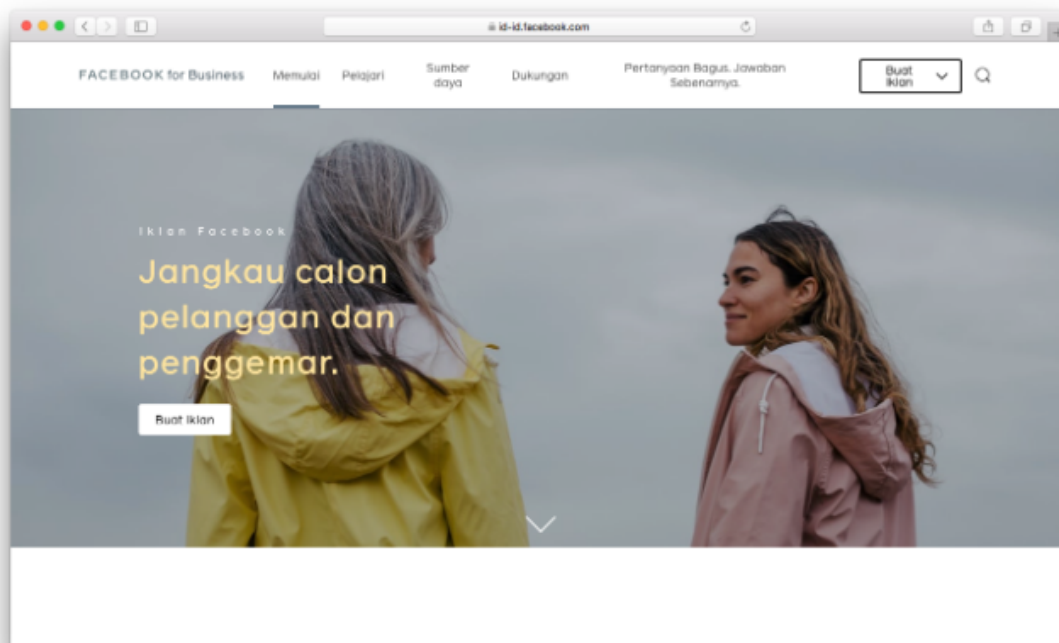 id-id.facebook.com
FACEBOOK for Business
Memulai
Pelajari
Sumber
daya
Dukungan
Pertanyaan Bagus. Jawaban
Sebenarnya.
Buat
Iklan
Iklan Facebook
Jangkau calon
pelanggan dan
penggemar.
Buat Iklan